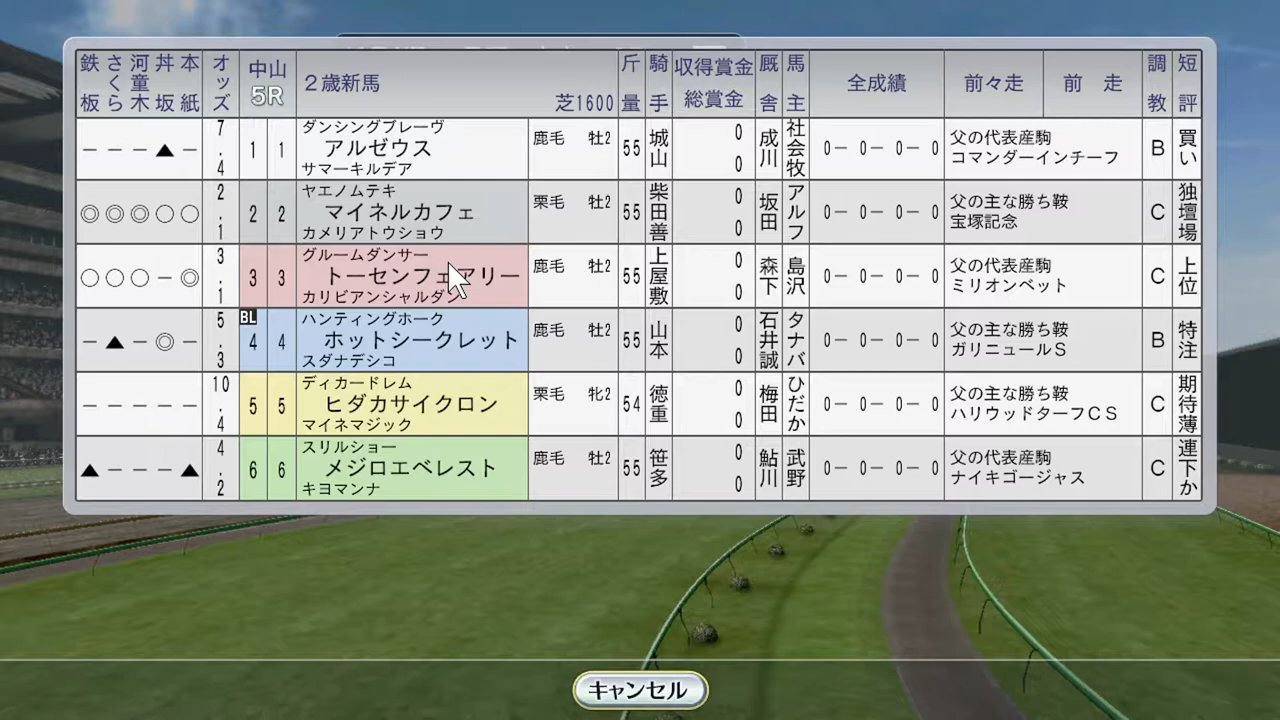 鉄板 さくら 河童木 丼坂 本紙 オッズ 中山 5R 2歳新馬 芝1600 斤量 騎手 収得賞金 総賞金 厩舎 馬主 全成績 前々走 前 走 調教 短評
ダンシングブレーヴ
− − − ▲ − 7.4 1 1 アルゼウス 鹿毛 牡2 55 城山 0 0 成川 社会牧 0− 0− 0− 0 父の代表産駒 コマンダーインチーフ B 買い
サマーキルデア
ヤエノムテキ
◎ ◎ ◎ ○ ○ 2.1 2 2 マイネルカフェ 栗毛 牡2 55 柴田善 0 0 坂田 アルフ 0− 0− 0− 0 父の主な勝ち鞍 宝塚記念 C 独壇場
カメリアトウショウ
グルームダンサー
○ ○ ○ − ◎ 3.1 3 3 トーセンフェアリー 鹿毛 牡2 55 上屋敷 0 0 森下 島沢 0− 0− 0− 0 父の代表産駒 ミリオンベット C 上位
カリビアンシャルダン
ハンティングホーク
− ▲ − ◎ − 5.3 BL 4 4 ホットシークレット 鹿毛 牡2 55 山本 0 0 石井誠 タナバ 0− 0− 0− 0 父の主な勝ち鞍 ガリニュールS B 特注
スダナデシコ
ディカードレム
− − − − − 10.4 5 5 ヒダカサイクロン 栗毛 牝2 54 徳重 0 0 梅田 ひだか 0− 0− 0− 0 父の主な勝ち鞍 ハリウッドターフCS C 期待薄
マイネマジック
スリルショー
▲ − − − ▲ 4.2 6 6 メジロエベレスト 鹿毛 牡2 55 笹多 0 0 鮎川 武野 0− 0− 0− 0 父の代表産駒 ナイキゴージャス C 連下か
キヨマンナ
キャンセル